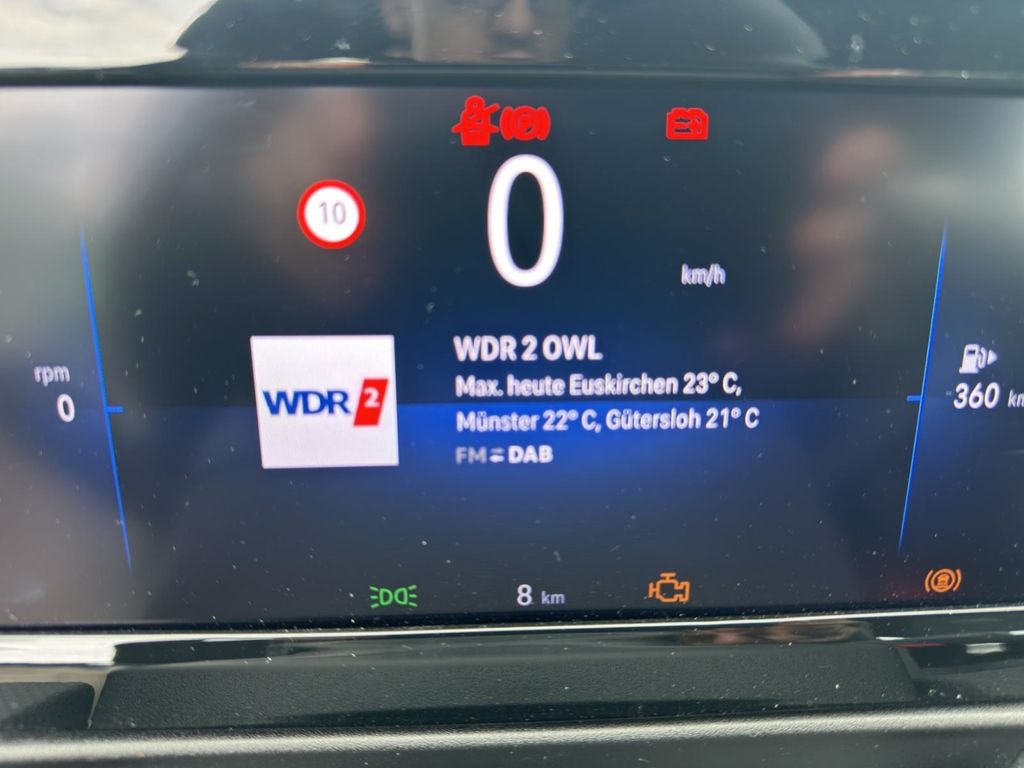 10
0
km/h
WDR 2 OWL
Max. heute Euskirchen 23° C,
Münster 22° C, Gütersloh 21° C
FM ⇌ DAB
WDR 2
rpm
0
360 km
8 km